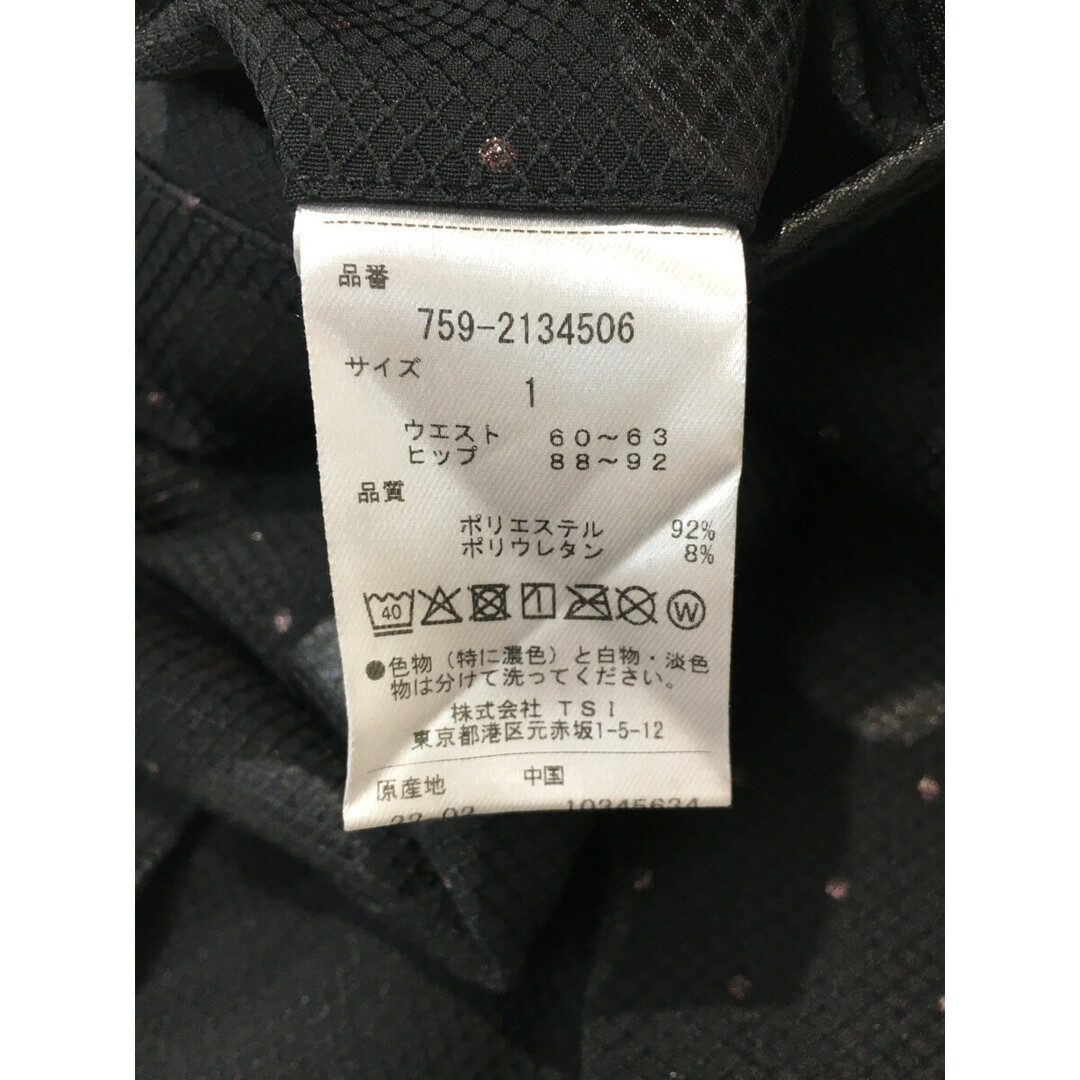 品番
759-2134506
サイズ
1
ウエスト 60～63
ヒップ 88～92
品質
ポリエステル 92%
ポリウレタン 8%
40 1 W
●色物(特に濃色)と白物・淡色
物は分けて洗ってください。
株式会社 TSI
東京都港区元赤坂1-5-12
原産地 中国
22 02 10345634